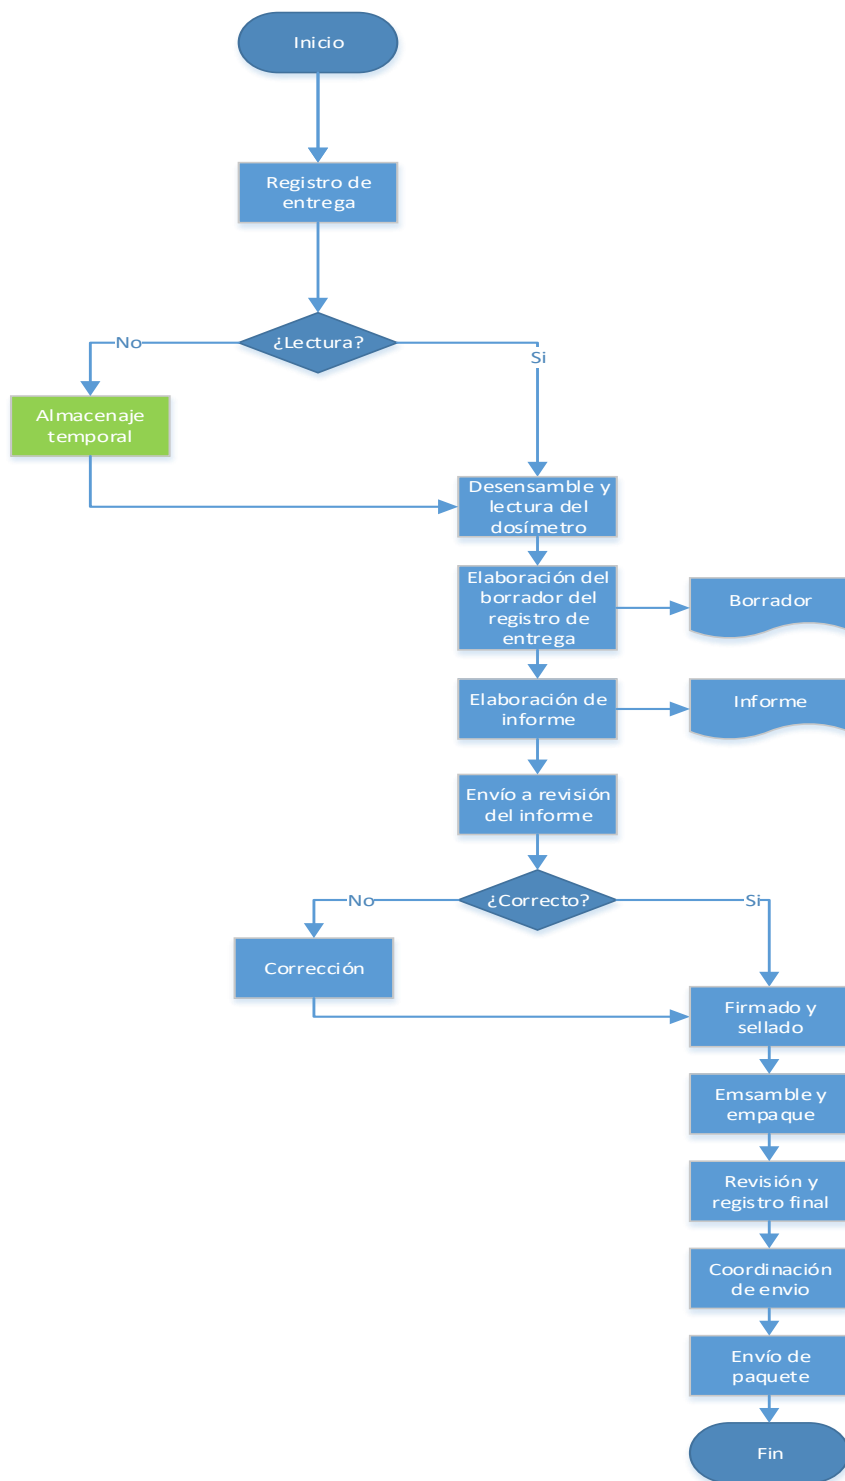 Inicio
Registro de
entrega
¿Lectura?
No
Si
Almacenaje
temporal
Desensamble y
lectura del
dosímetro
Elaboración del
borrador del
registro de
entrega
Borrador
Elaboración de
informe
Informe
Envío a revisión
del informe
¿Correcto?
No
Si
Corrección
Firmado y
sellado
Emsamble y
empaque
Revisión y
registro final
Coordinación
de envio
Envío de
paquete
Fin